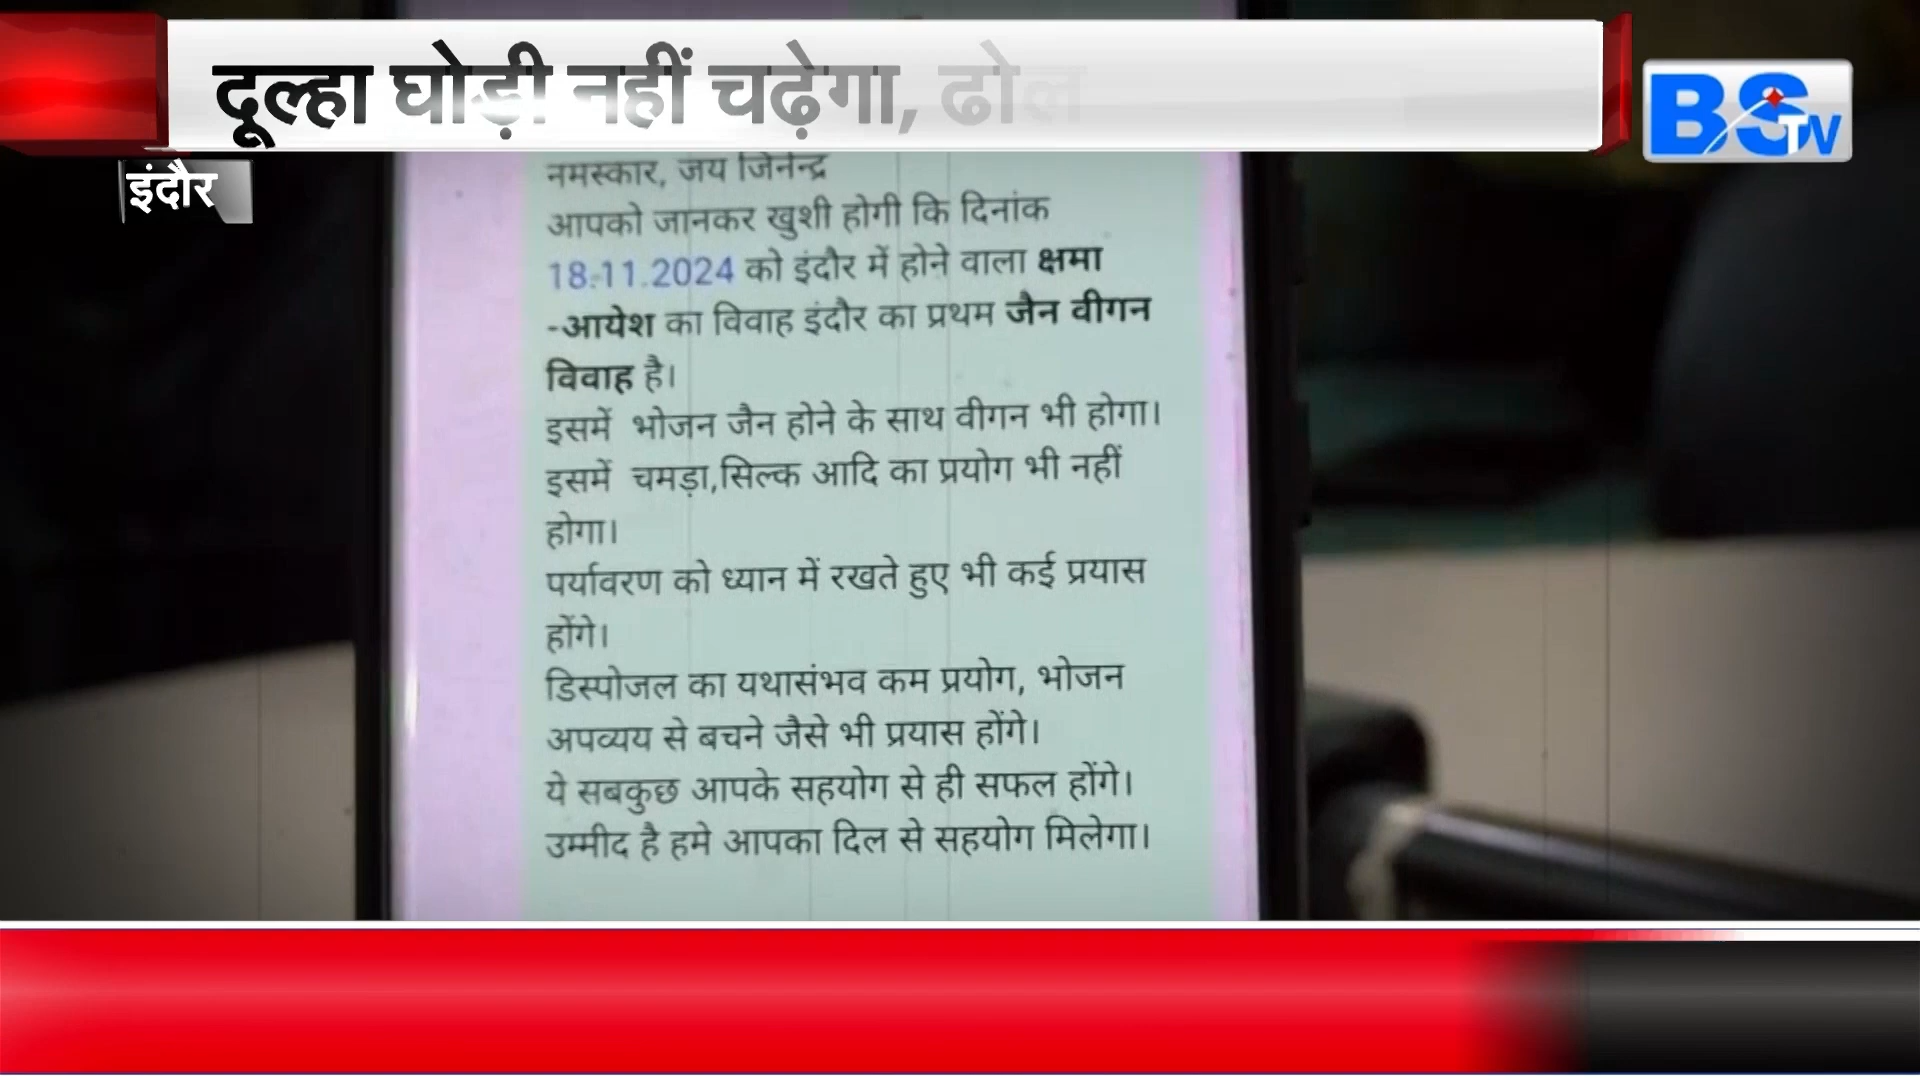 दूल्हा घोड़ी नहीं चढ़ेगा, ढोल
BSTV
इंदौर
नमस्कार, जय जिनेन्द्र
आपको जानकर खुशी होगी कि दिनांक
18.11.2024 को इंदौर में होने वाला क्षमा
-आयेश का विवाह इंदौर का प्रथम जैन वीगन
विवाह है।
इसमें भोजन जैन होने के साथ वीगन भी होगा।
इसमें चमड़ा,सिल्क आदि का प्रयोग भी नहीं
होगा।
पर्यावरण को ध्यान में रखते हुए भी कई प्रयास
होंगे।
डिस्पोजल का यथासंभव कम प्रयोग, भोजन
अपव्यय से बचने जैसे भी प्रयास होंगे।
ये सबकुछ आपके सहयोग से ही सफल होंगे।
उम्मीद है हमे आपका दिल से सहयोग मिलेगा।